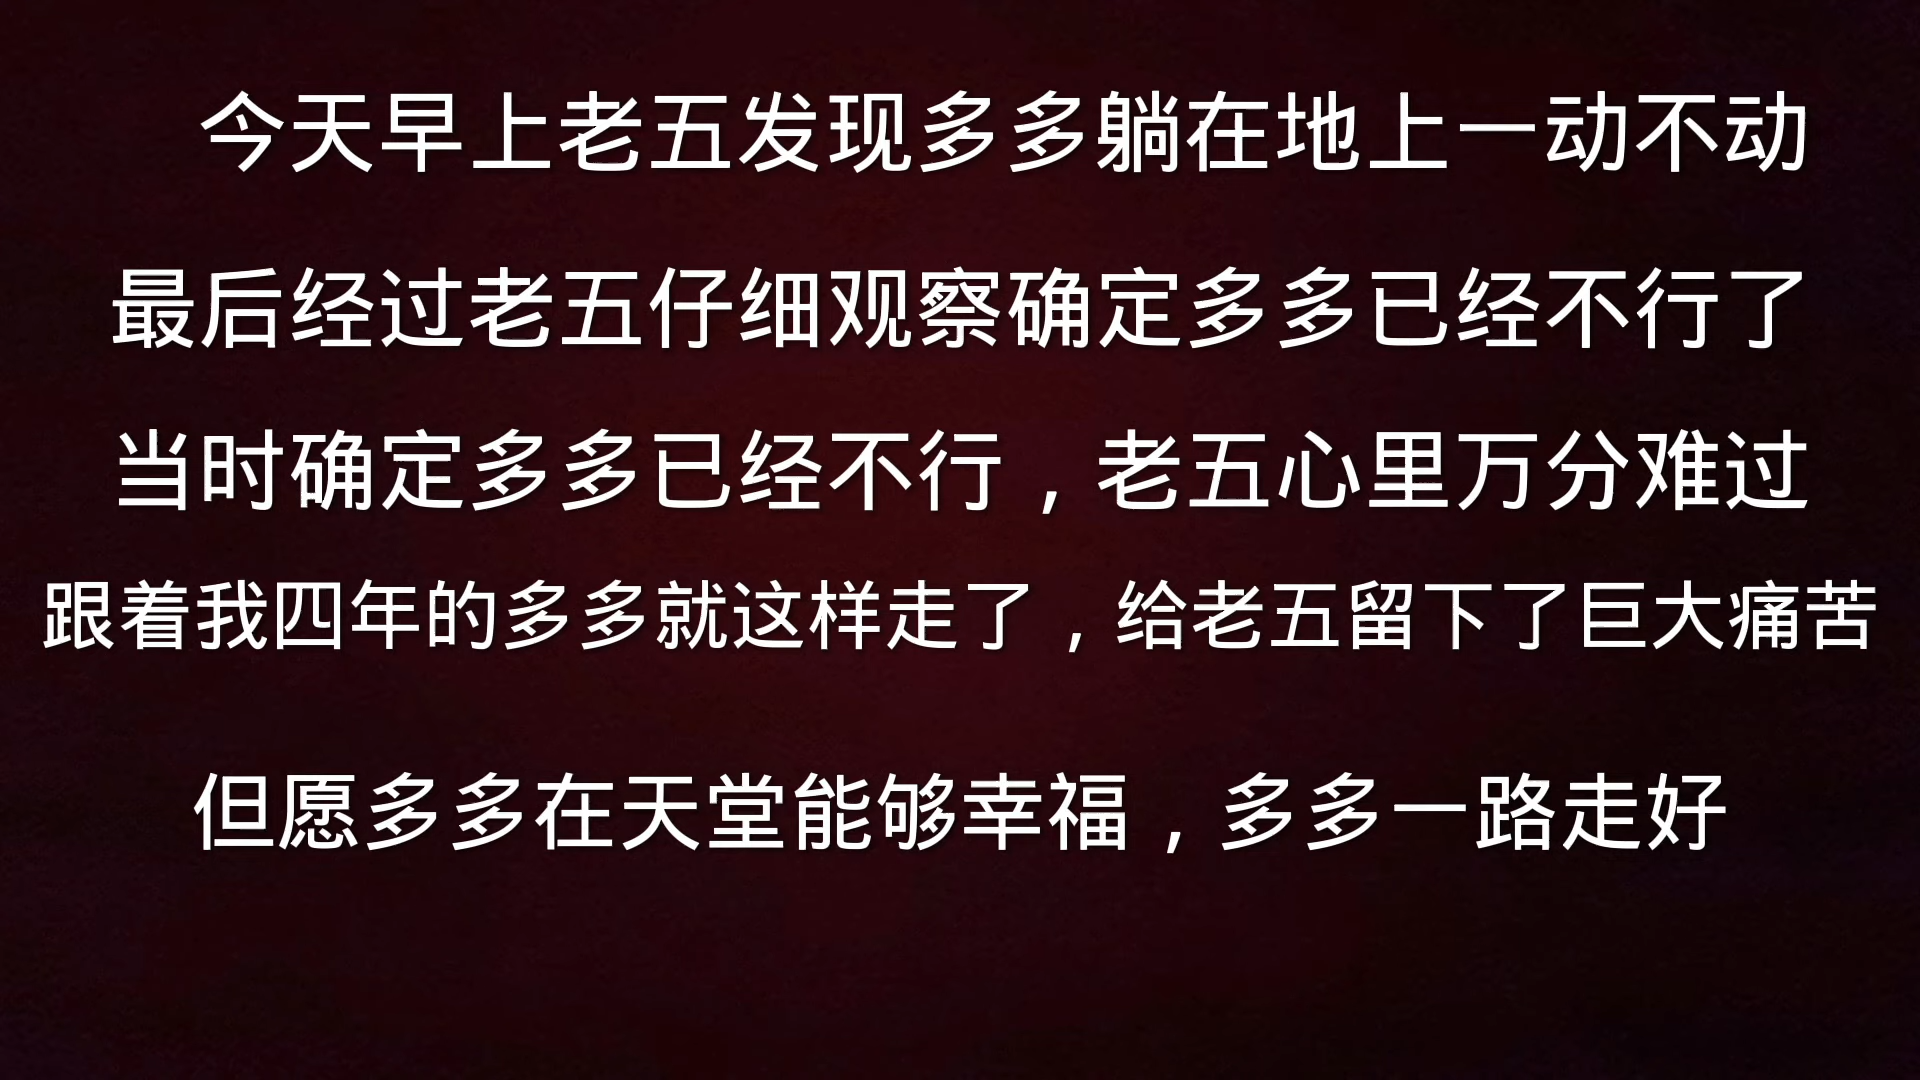 今天早上老五发现多多躺在地上一动不动
最后经过老五仔细观察确定多多已经不行了
当时确定多多已经不行，老五心里万分难过
跟着我四年的多多就这样走了，给老五留下了巨大痛苦
但愿多多在天堂能够幸福，多多一路走好